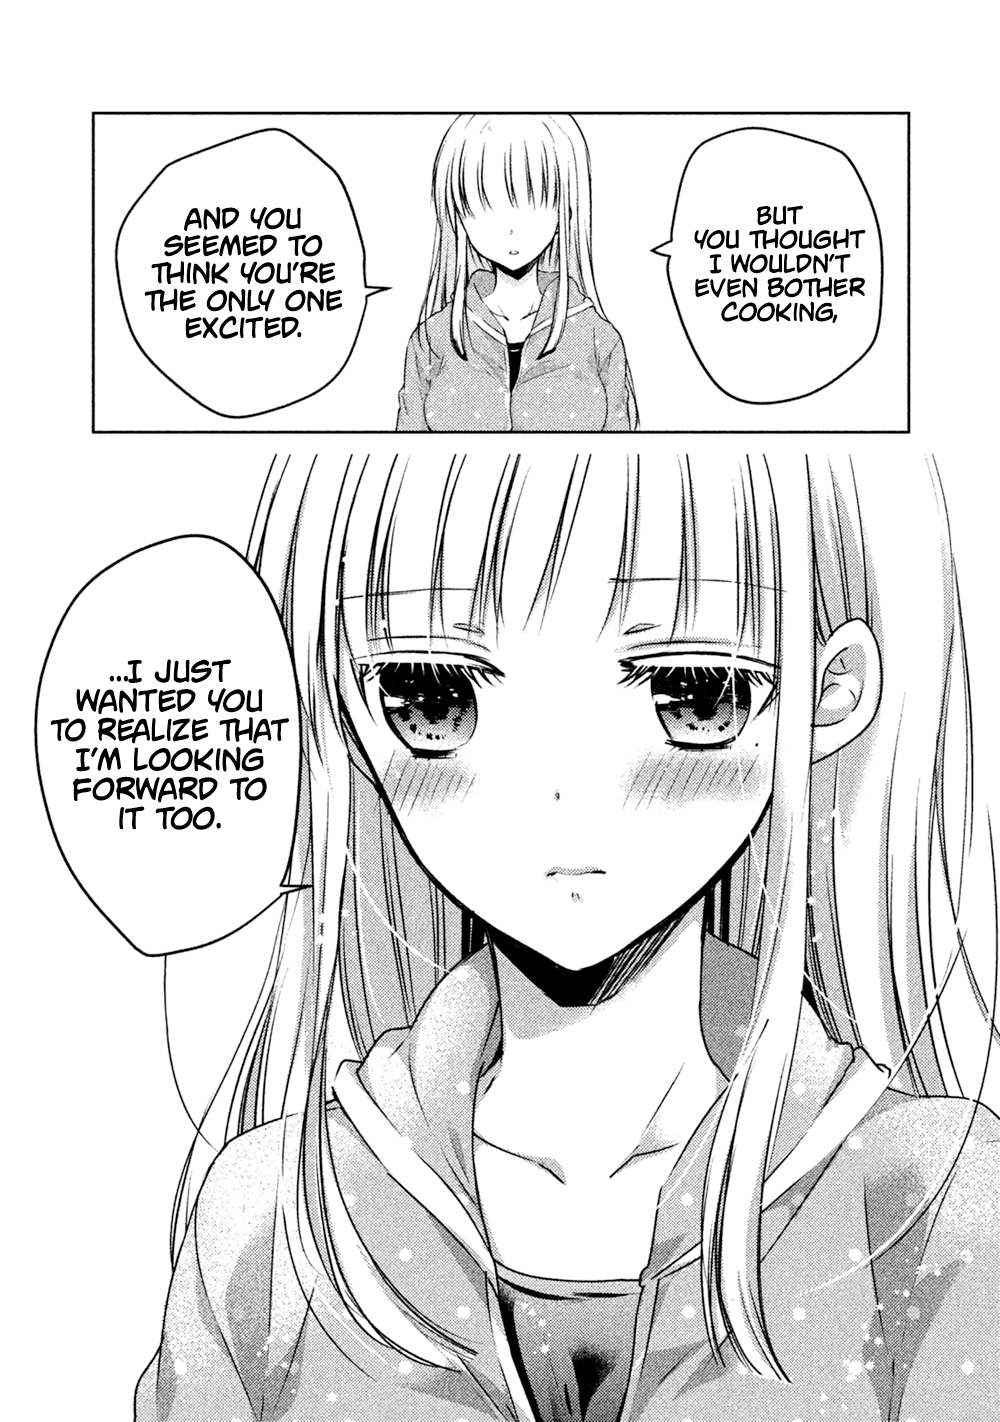 BUT
YOU THOUGHT
I WOULDN'T
EVEN BOTHER
COOKING,
AND YOU
SEEMED TO
THINK YOU'RE
THE ONLY ONE
EXCITED.
...I JUST
WANTED YOU
TO REALIZE THAT
I'M LOOKING
FORWARD TO
IT TOO.